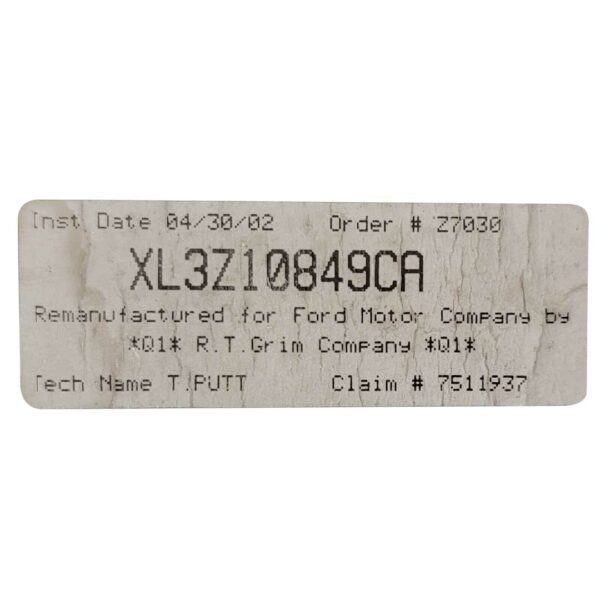 Inst Date 04/30/02 Order # Z7030
XL3Z10849CA
Remanufactured for Ford Motor Company by
*Q1* R.T.Grim Company *Q1*
Tech Name T.PUTT Claim # 7511937